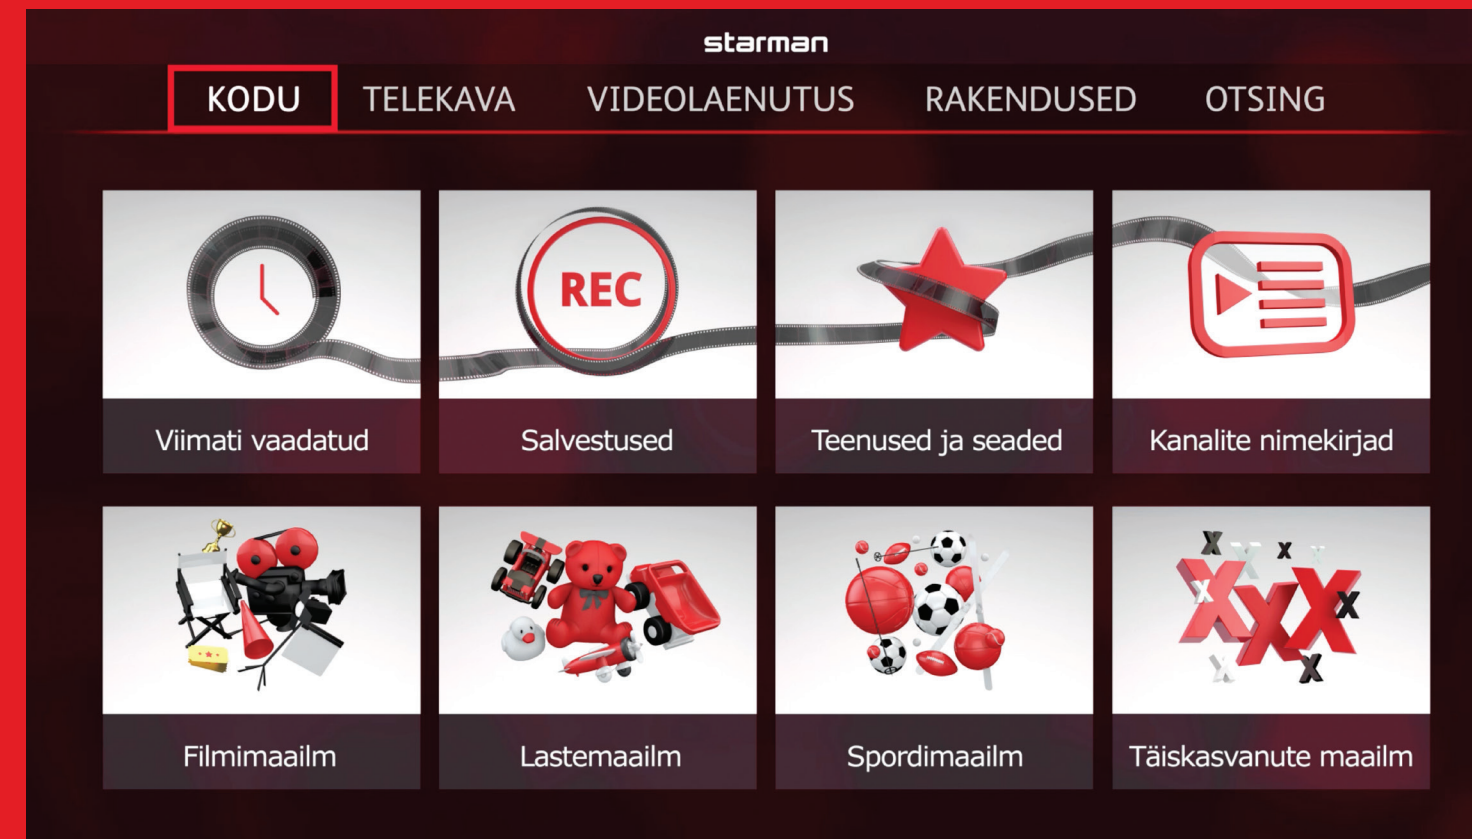 starman
KODU TELEKAVA VIDEOLAENUTUS RAKENDUSED OTSING
REC
Viimati vaadatud Salvestused Teenused ja seaded Kanalite nimekirjad
X X X X
X X X X X
X X X
Filmimaailm Lastemaailm Spordimaailm Täiskasvanute maailm